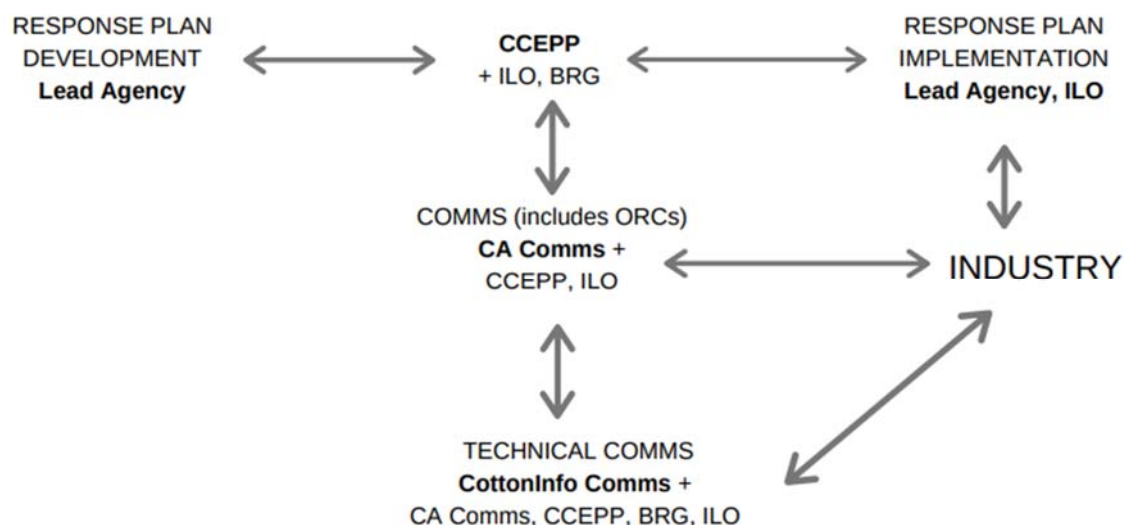 RESPONSE PLAN
DEVELOPMENT
Lead Agency
CCEPP
+ ILO, BRG
RESPONSE PLAN
IMPLEMENTATION
Lead Agency, ILO
COMMS (includes ORCs)
CA Comms +
CCEPP, ILO
INDUSTRY
TECHNICAL COMMS
CottonInfo Comms +
CA Comms, CCEPP, BRG, ILO